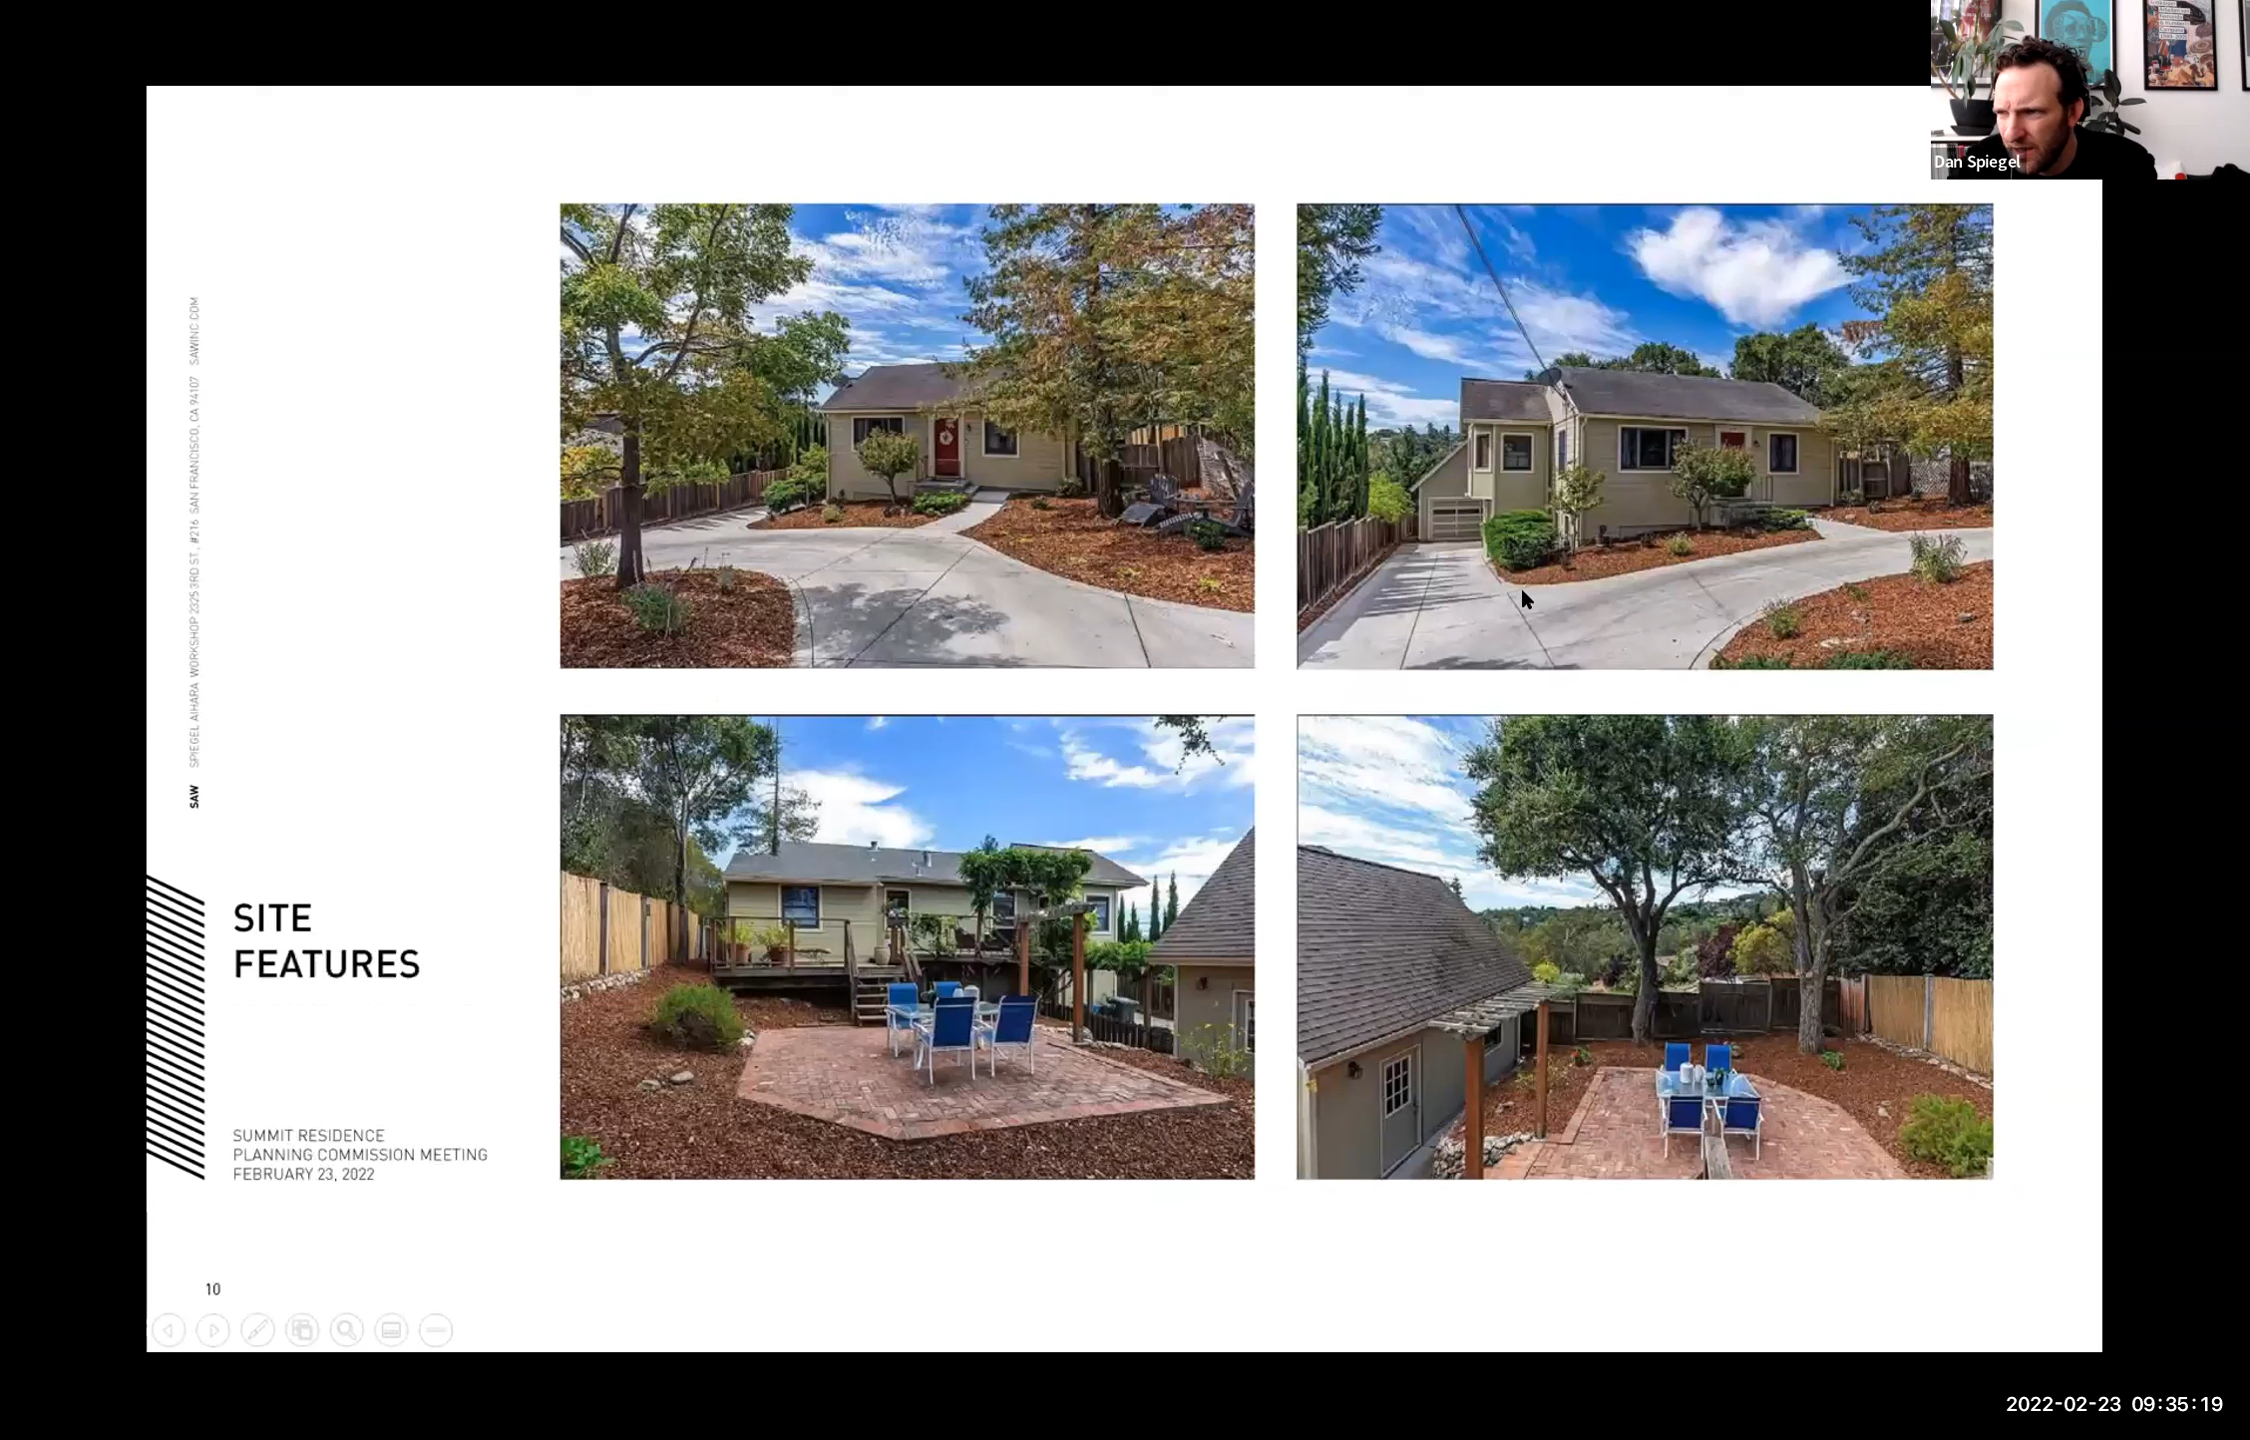 Dan Spiegel
SAW SPIEGEL AIHARA WORKSHOP 2325 3RD ST., #216 SAN FRANCISCO, CA 94107 SAWINC.COM
SITE
FEATURES
SUMMIT RESIDENCE
PLANNING COMMISSION MEETING
FEBRUARY 23, 2022
10
2022-02-23 09:35:19